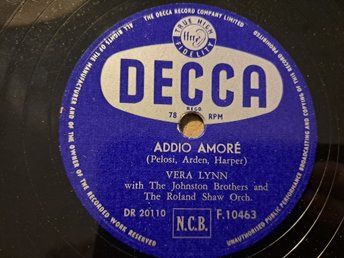 THE DECCA RECORD COMPANY LIMITED
ALL RIGHTS OF THE MANUFACTURER AND OF THE OWNER OF THE RECORDED WORK RESERVED
UNAUTHORISED PUBLIC PERFORMANCE BROADCASTING AND COPYING OF THIS RECORD PROHIBITED
TRUE HIGH
ffrr
FIDELITY
DECCA
REGD.
78 RPM
ADDIO AMORÉ
(Pelosi, Arden, Harper)
VERA LYNN
with The Johnston Brothers and
The Roland Shaw Orch.
DR 20110 N.C.B. F.10463